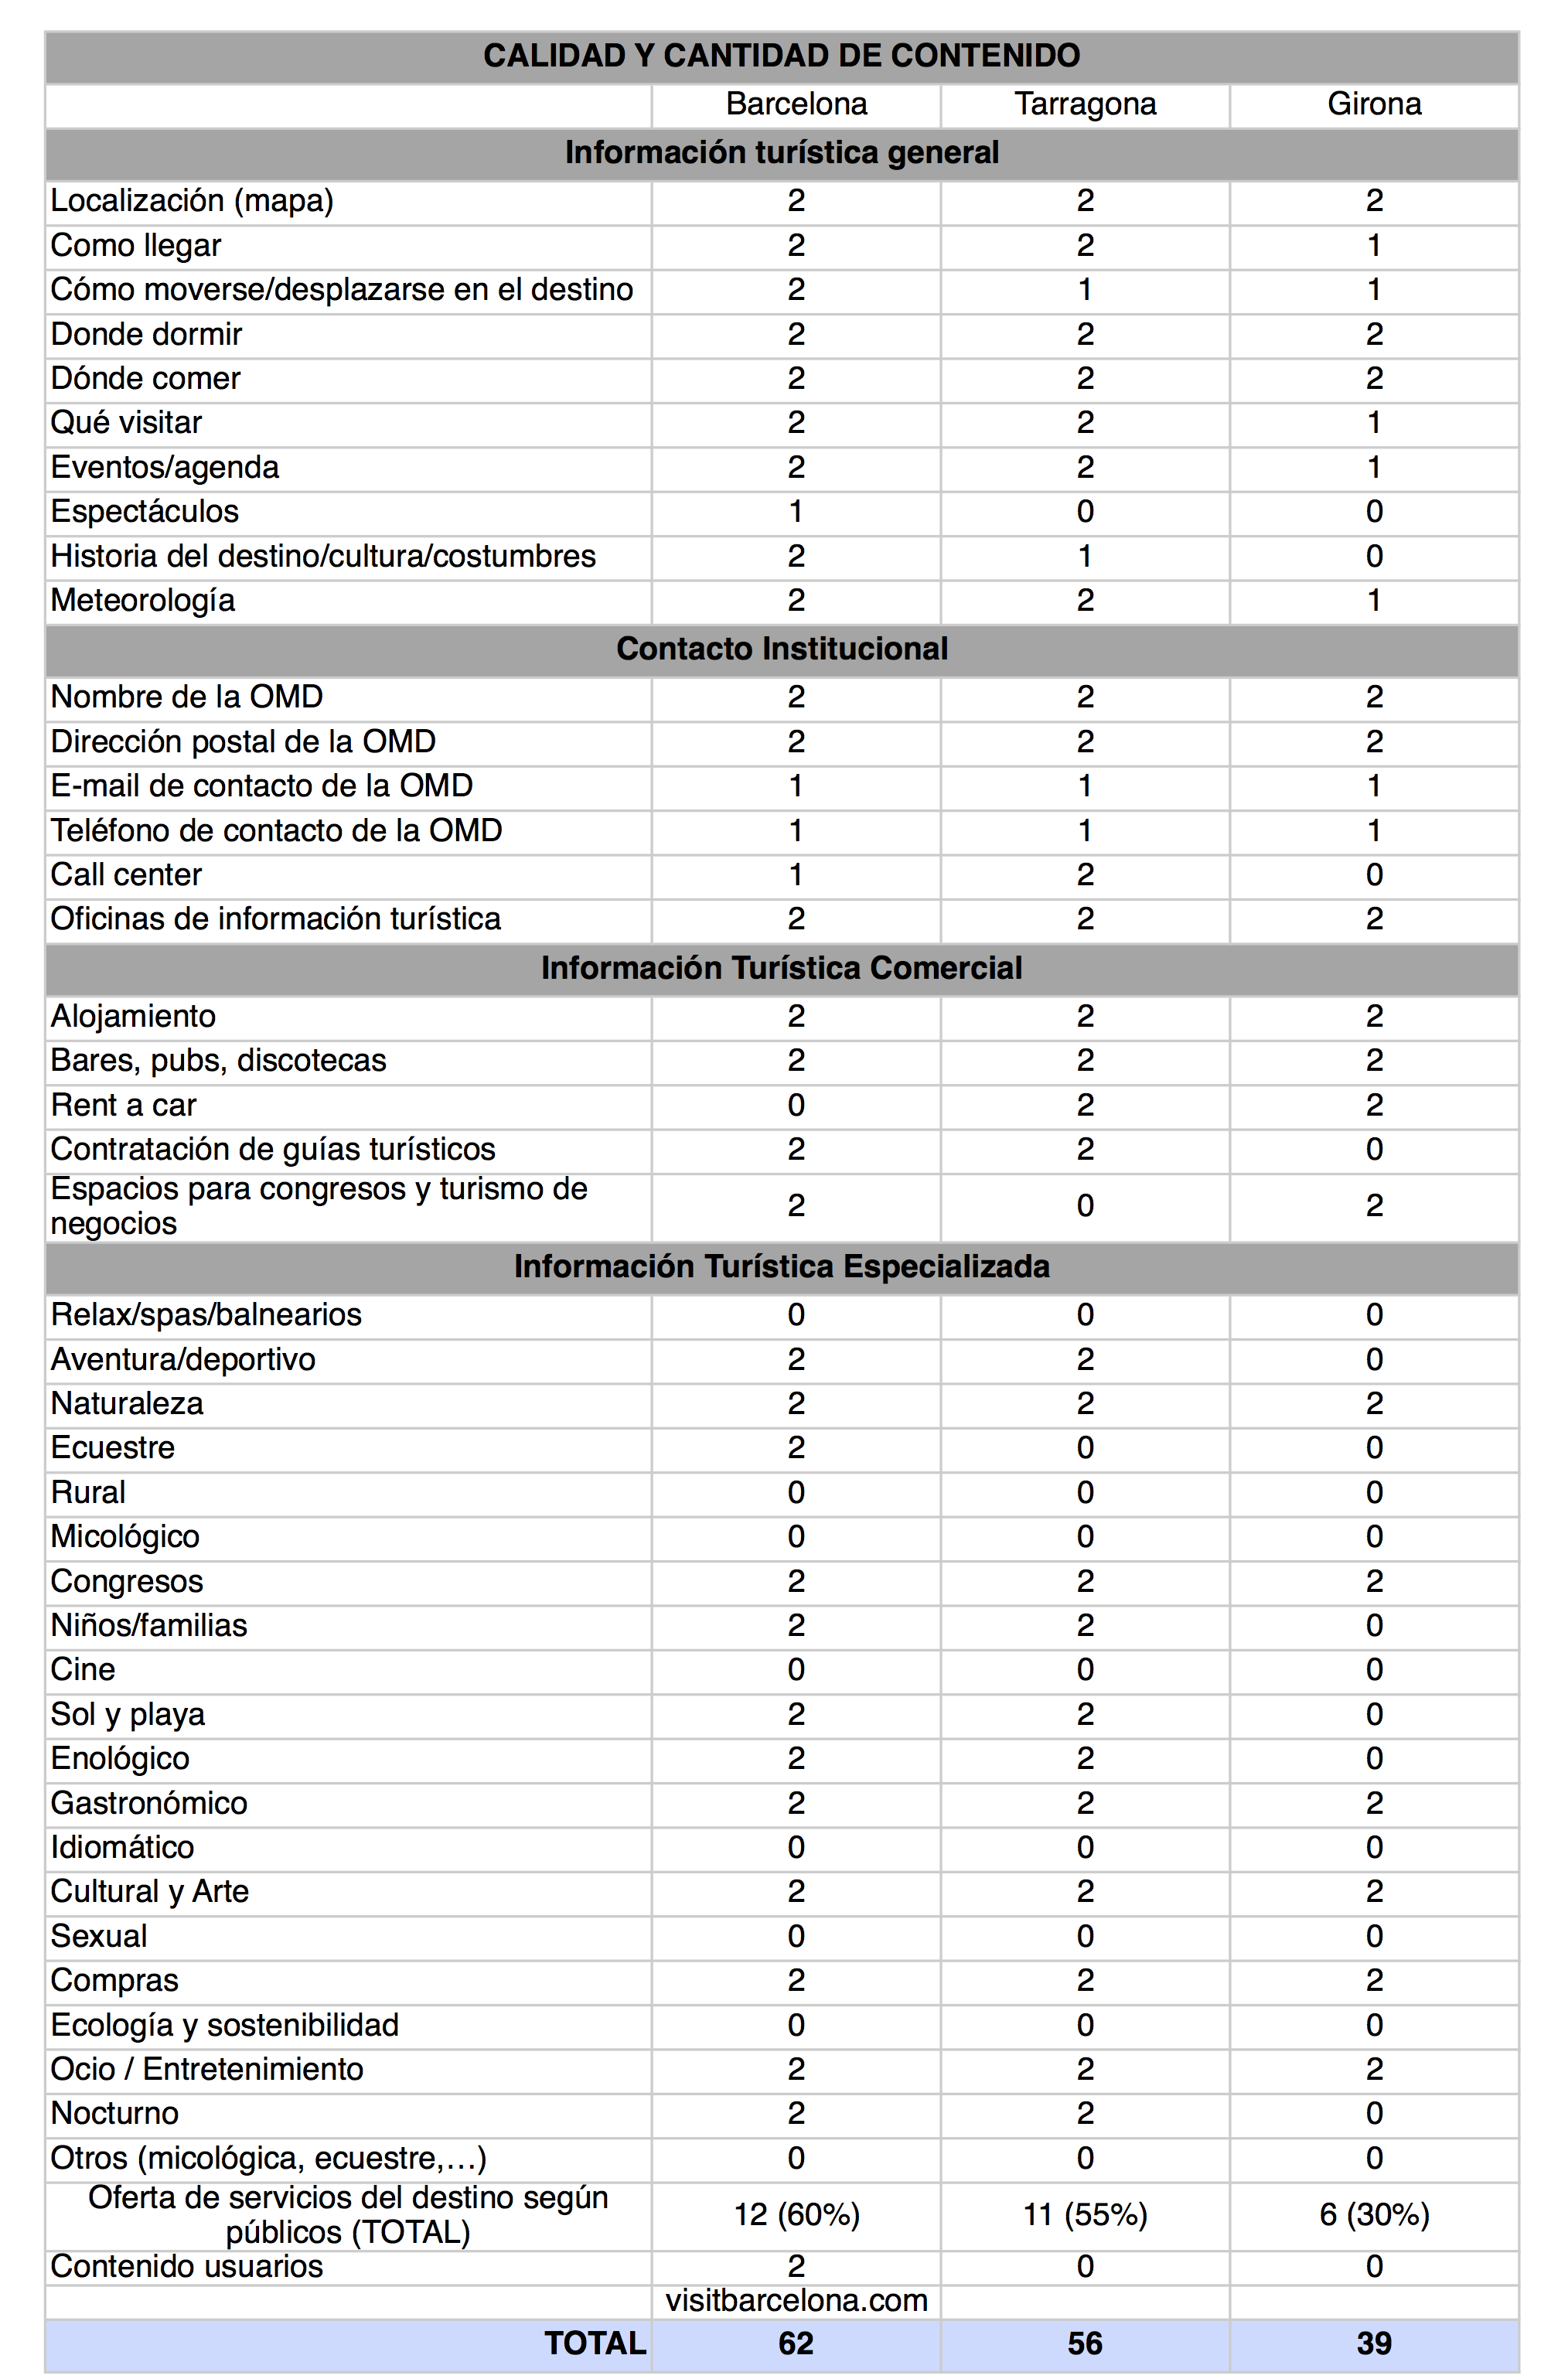 CALIDAD Y CANTIDAD DE CONTENIDO
Barcelona Tarragona Girona
Información turística general
Localización (mapa) 2 2 2
Como llegar 2 2 1
Cómo moverse/desplazarse en el destino 2 1 1
Donde dormir 2 2 2
Dónde comer 2 2 2
Qué visitar 2 2 1
Eventos/agenda 2 2 1
Espectáculos 1 0 0
Historia del destino/cultura/costumbres 2 1 0
Meteorología 2 2 1
Contacto Institucional
Nombre de la OMD 2 2 2
Dirección postal de la OMD 2 2 2
E-mail de contacto de la OMD 1 1 1
Teléfono de contacto de la OMD 1 1 1
Call center 1 2 0
Oficinas de información turística 2 2 2
Información Turística Comercial
Alojamiento 2 2 2
Bares, pubs, discotecas 2 2 2
Rent a car 0 2 2
Contratación de guías turísticos 2 2 0
Espacios para congresos y turismo de
negocios 2 0 2
Información Turística Especializada
Relax/spas/balnearios 0 0 0
Aventura/deportivo 2 2 0
Naturaleza 2 2 2
Ecuestre 2 0 0
Rural 0 0 0
Micológico 0 0 0
Congresos 2 2 2
Niños/familias 2 2 0
Cine 0 0 0
Sol y playa 2 2 0
Enológico 2 2 0
Gastronómico 2 2 2
Idiomático 0 0 0
Cultural y Arte 2 2 2
Sexual 0 0 0
Compras 2 2 2
Ecología y sostenibilidad 0 0 0
Ocio / Entretenimiento 2 2 2
Nocturno 2 2 0
Otros (micológica, ecuestre,…) 0 0 0
Oferta de servicios del destino según
públicos (TOTAL) 12 (60%) 11 (55%) 6 (30%)
Contenido usuarios 2 0 0
visitbarcelona.com
TOTAL 62 56 39